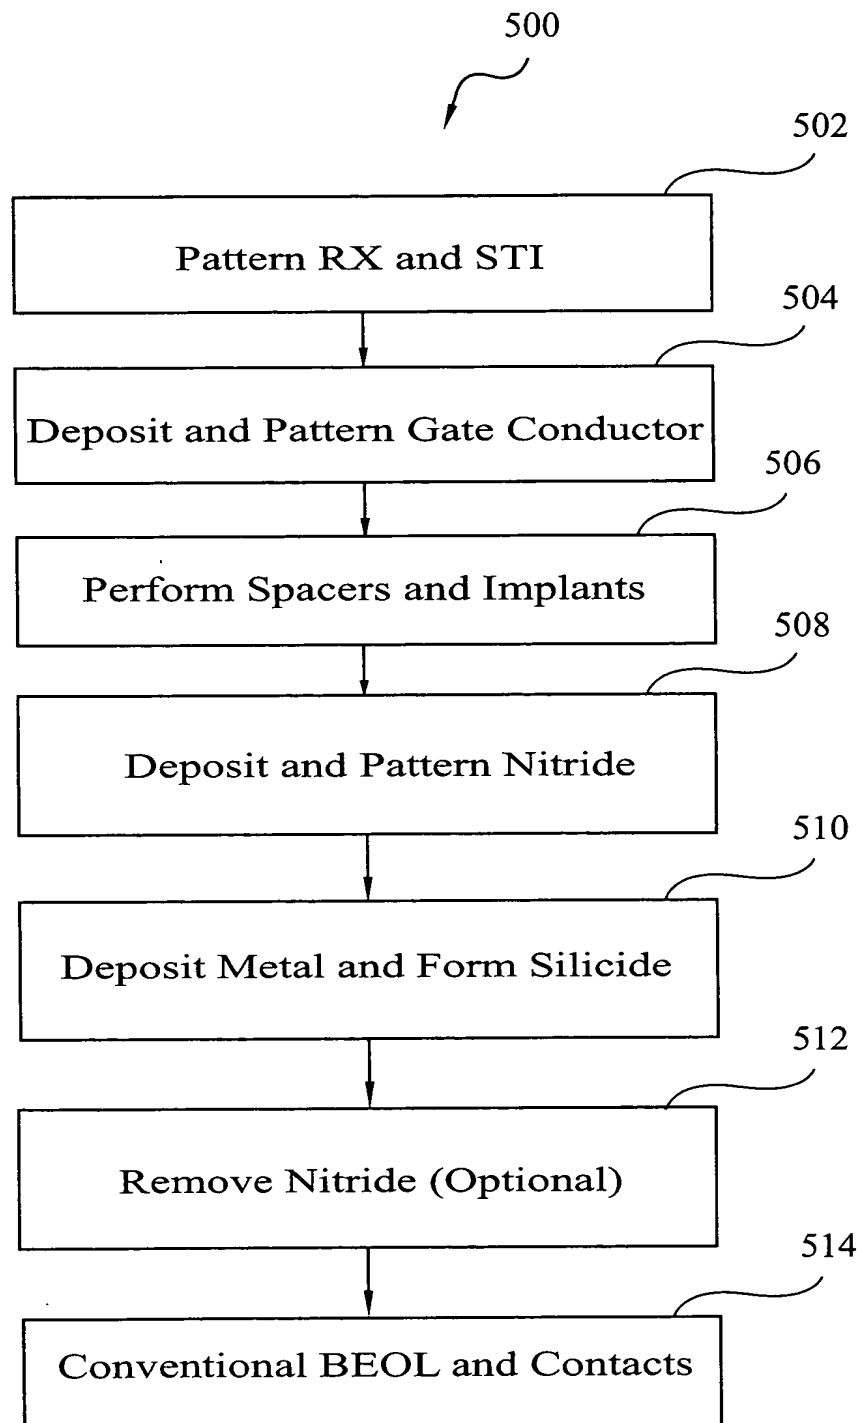 500
502
Pattern RX and STI
504
Deposit and Pattern Gate Conductor
506
Perform Spacers and Implants
508
Deposit and Pattern Nitride
510
Deposit Metal and Form Silicide
512
Remove Nitride (Optional)
514
Conventional BEOL and Contacts